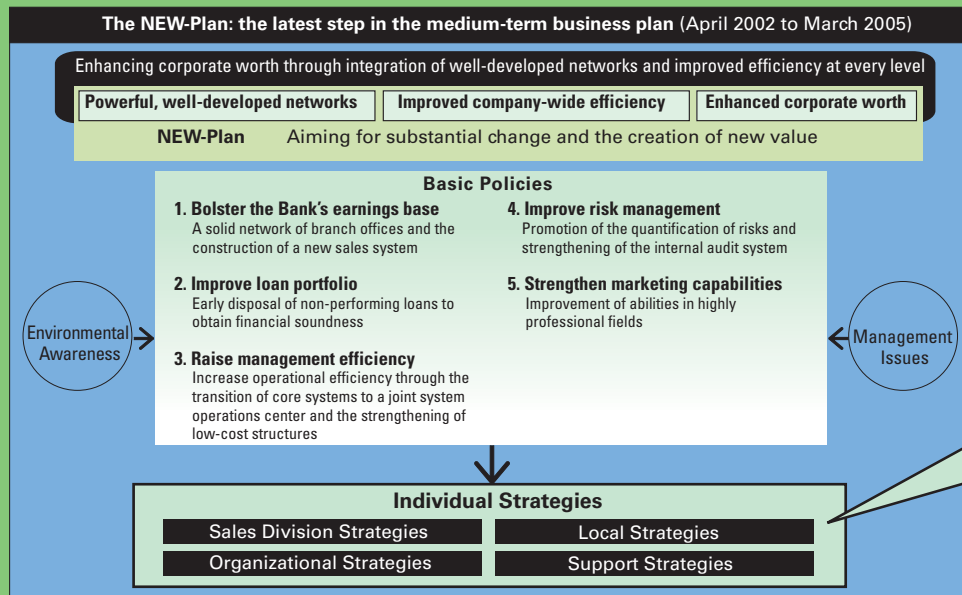 The NEW-Plan: the latest step in the medium-term business plan (April 2002 to March 2005)
Enhancing corporate worth through integration of well-developed networks and improved efficiency at every level
Powerful, well-developed networks
Improved company-wide efficiency
Enhanced corporate worth
NEW-Plan Aiming for substantial change and the creation of new value
Basic Policies
1. Bolster the Bank's earnings base
A solid network of branch offices and the
construction of a new sales system
2. Improve loan portfolio
Early disposal of non-performing loans to
obtain financial soundness
3. Raise management efficiency
Increase operational efficiency through the
transition of core systems to a joint system
operations center and the strengthening of
low-cost structures
4. Improve risk management
Promotion of the quantification of risks and
strengthening of the internal audit system
5. Strengthen marketing capabilities
Improvement of abilities in highly
professional fields
Environmental
Awareness
Management
Issues
Individual Strategies
Sales Division Strategies
Local Strategies
Organizational Strategies
Support Strategies